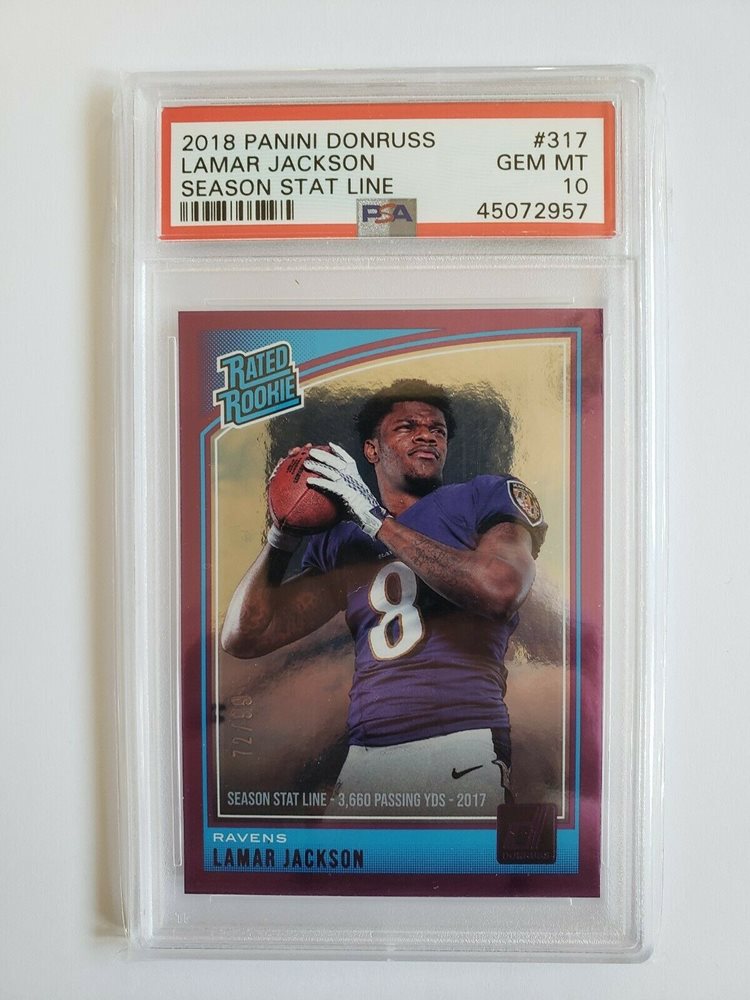 2018 PANINI DONRUSS #317
LAMAR JACKSON GEM MT
SEASON STAT LINE 10
PSA 45072957
RATED
ROOKIE
8
72/99
SEASON STAT LINE - 3,660 PASSING YDS - 2017
RAVENS
LAMAR JACKSON
DONRUSS